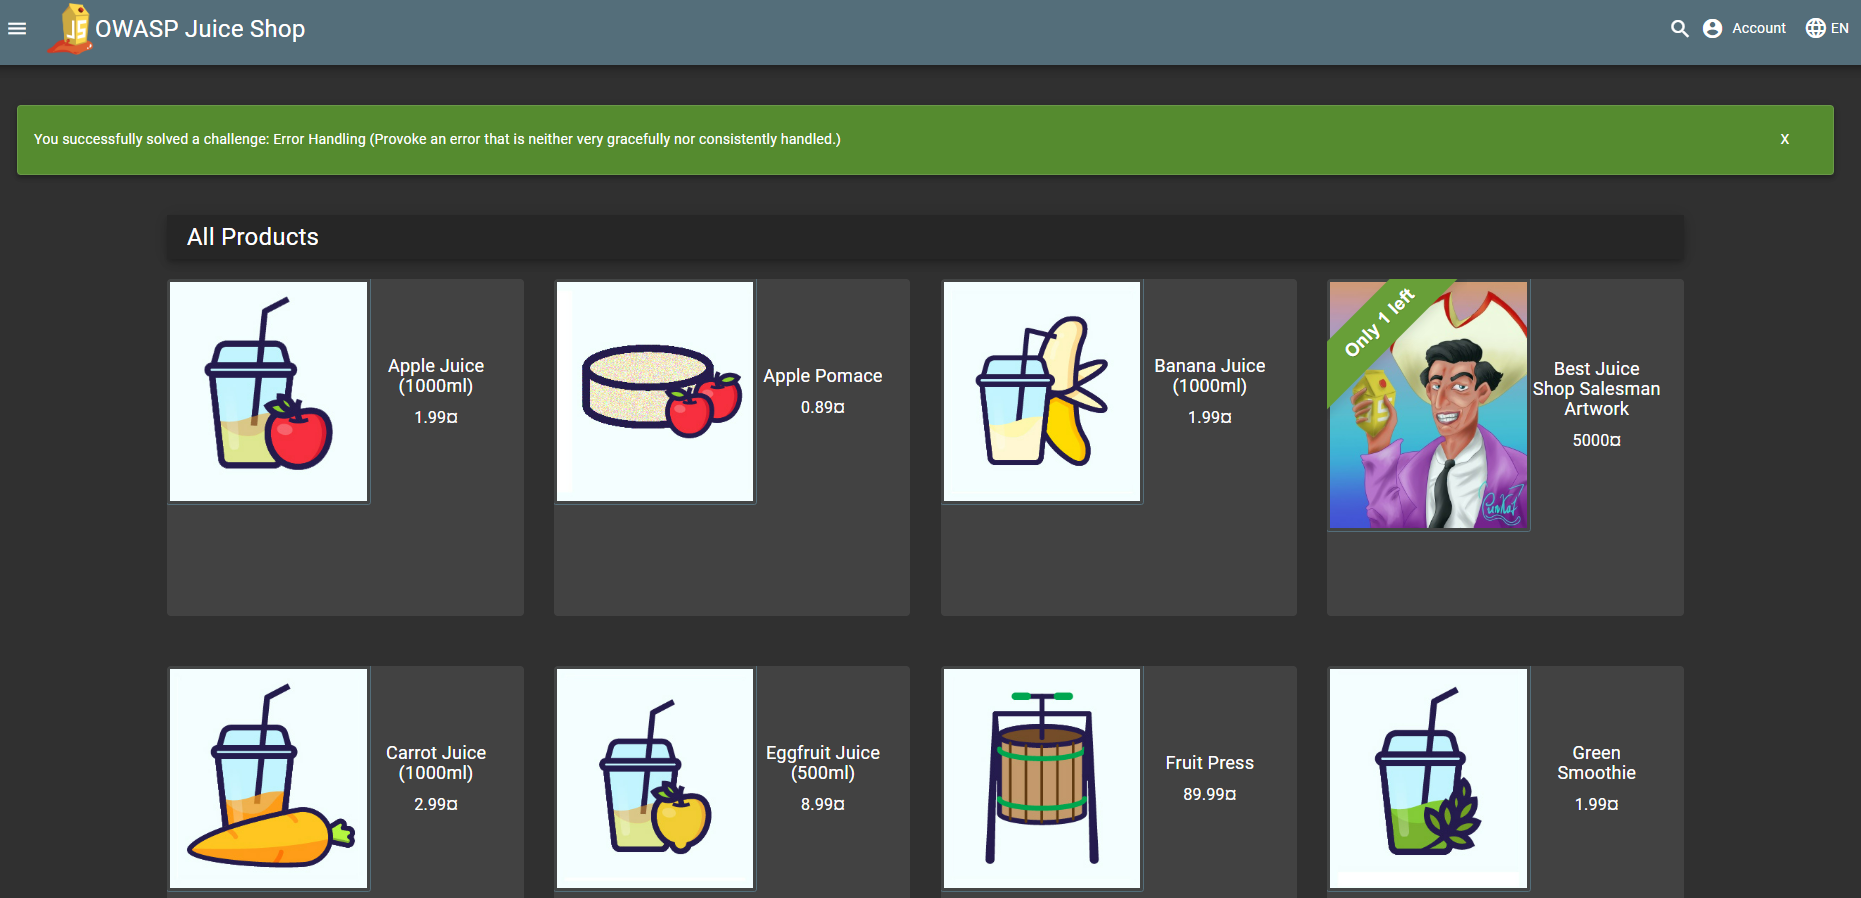 OWASP Juice Shop
Account
EN
You successfully solved a challenge: Error Handling (Provoke an error that is neither very gracefully nor consistently handled.)
X
All Products
Apple Juice
(1000ml)
1.99¤
Apple Pomace
0.89¤
Banana Juice
(1000ml)
1.99¤
Only 1 left
Best Juice
Shop Salesman
Artwork
5000¤
Carrot Juice
(1000ml)
2.99¤
Eggfruit Juice
(500ml)
8.99¤
Fruit Press
89.99¤
Green
Smoothie
1.99¤